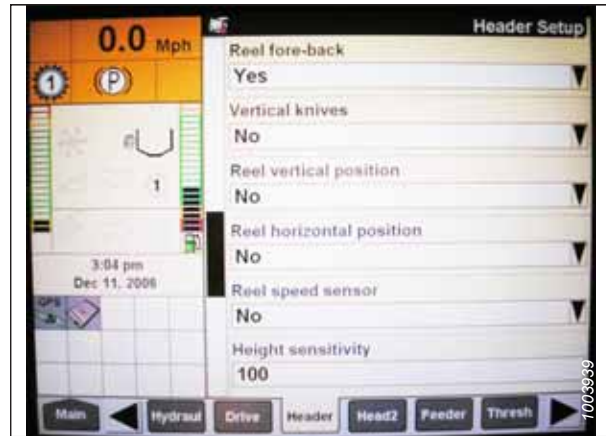 0.0 Mph
Header Setup
1
(P)
1
3:04 pm
Dec 11, 2006
GPS
Reel fore-back
Yes
Vertical knives
No
Reel vertical position
No
Reel horizontal position
No
Reel speed sensor
No
Height sensitivity
100
Main
Hydraul
Drive
Header
Head2
Feeder
Thresh
1003939